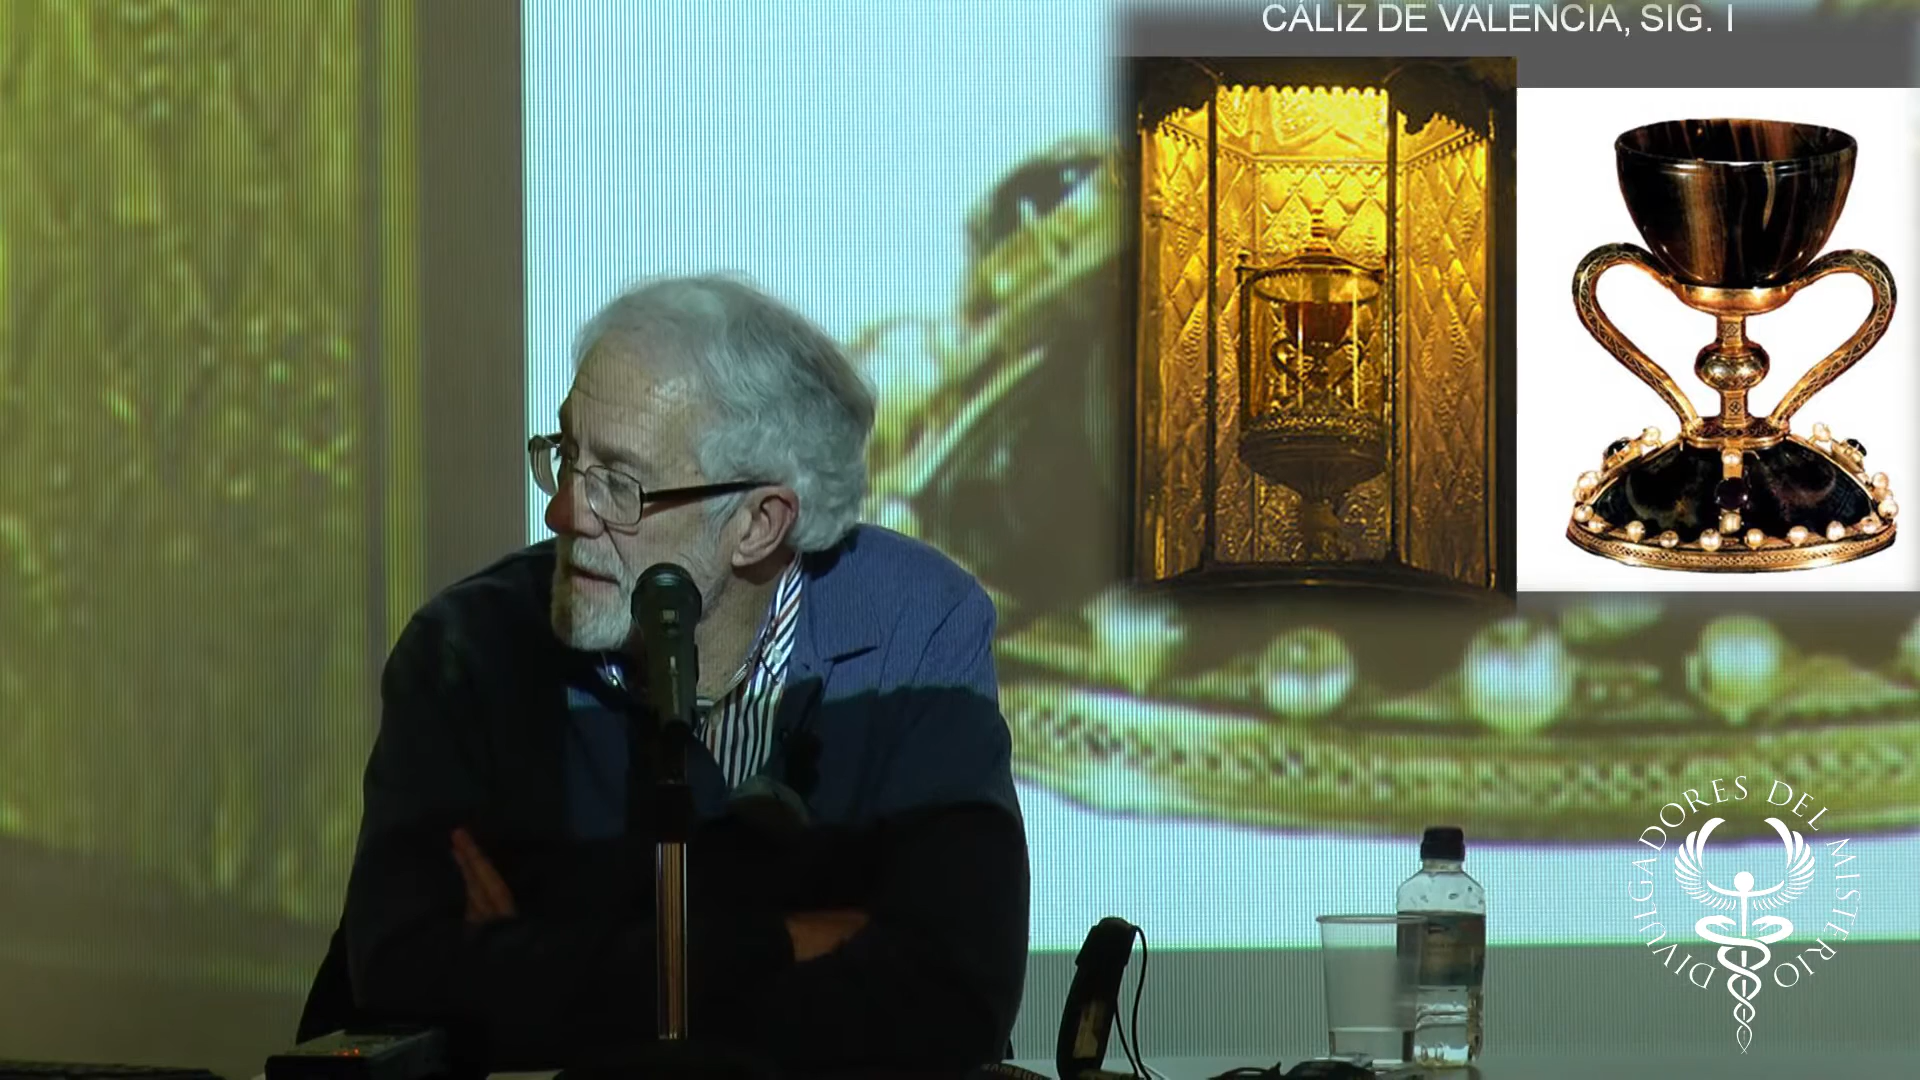 CÁLIZ DE VALENCIA, SIG. I
DIVULGADORES DEL MISTERIO